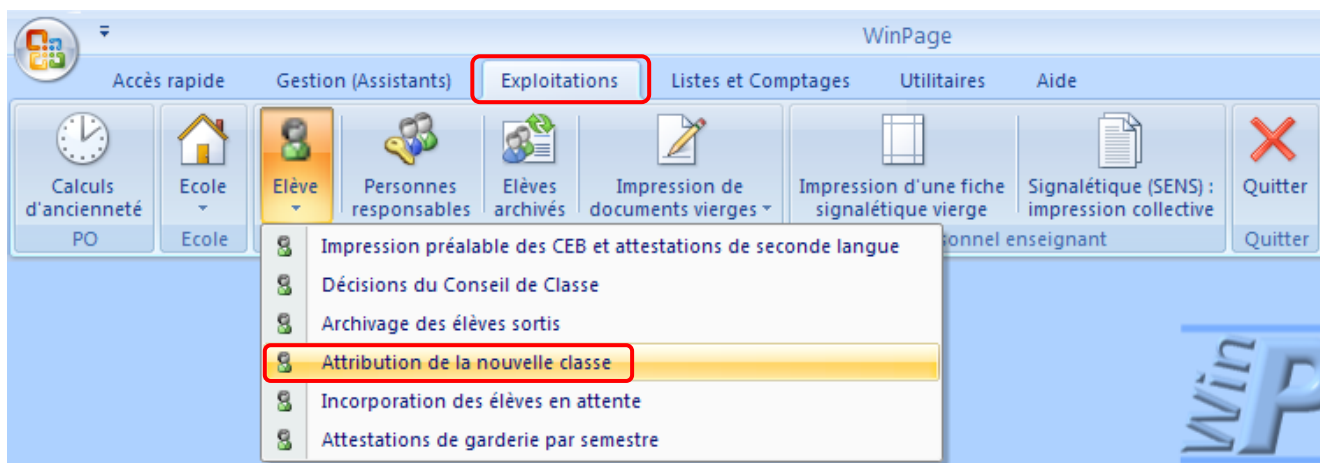 WinPage
Accès rapide Gestion (Assistants) Exploitations Listes et Comptages Utilitaires Aide
Calculs d'ancienneté
Ecole
Elève
Personnes responsables
Elèves archivés
Impression de documents vierges
Impression d'une fiche signalétique vierge
Signalétique (SENS) : impression collective
Quitter
PO Ecole sonnel enseignant Quitter
Impression préalable des CEB et attestations de seconde langue
Décisions du Conseil de Classe
Archivage des élèves sortis
Attribution de la nouvelle classe
Incorporation des élèves en attente
Attestations de garderie par semestre
Win
P